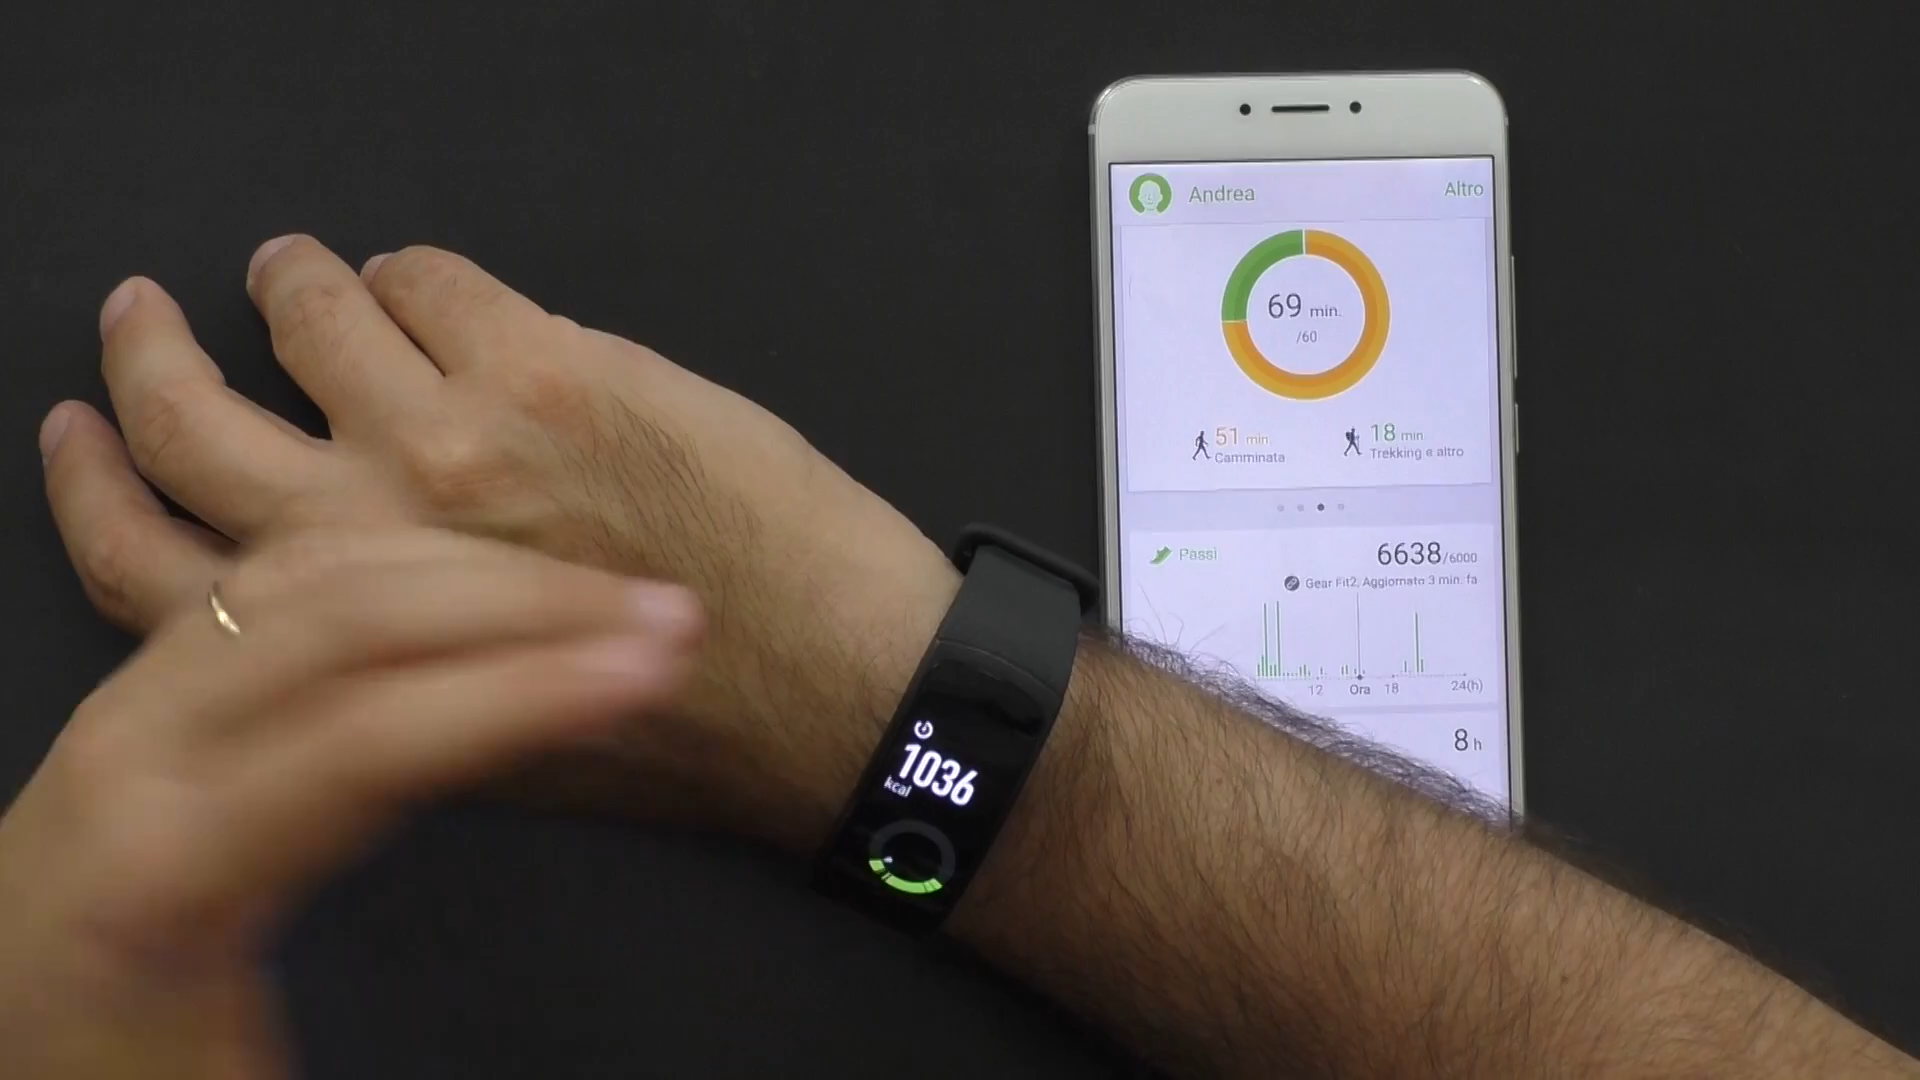 Andrea
Altro
69 min.
/60
51 min.
Camminata
18 min.
Trekking e altro
Passi
6638/6000
Gear Fit2, Aggiornato 3 min. fa
12 Ora 18 24(h)
8 h
1036
kcal